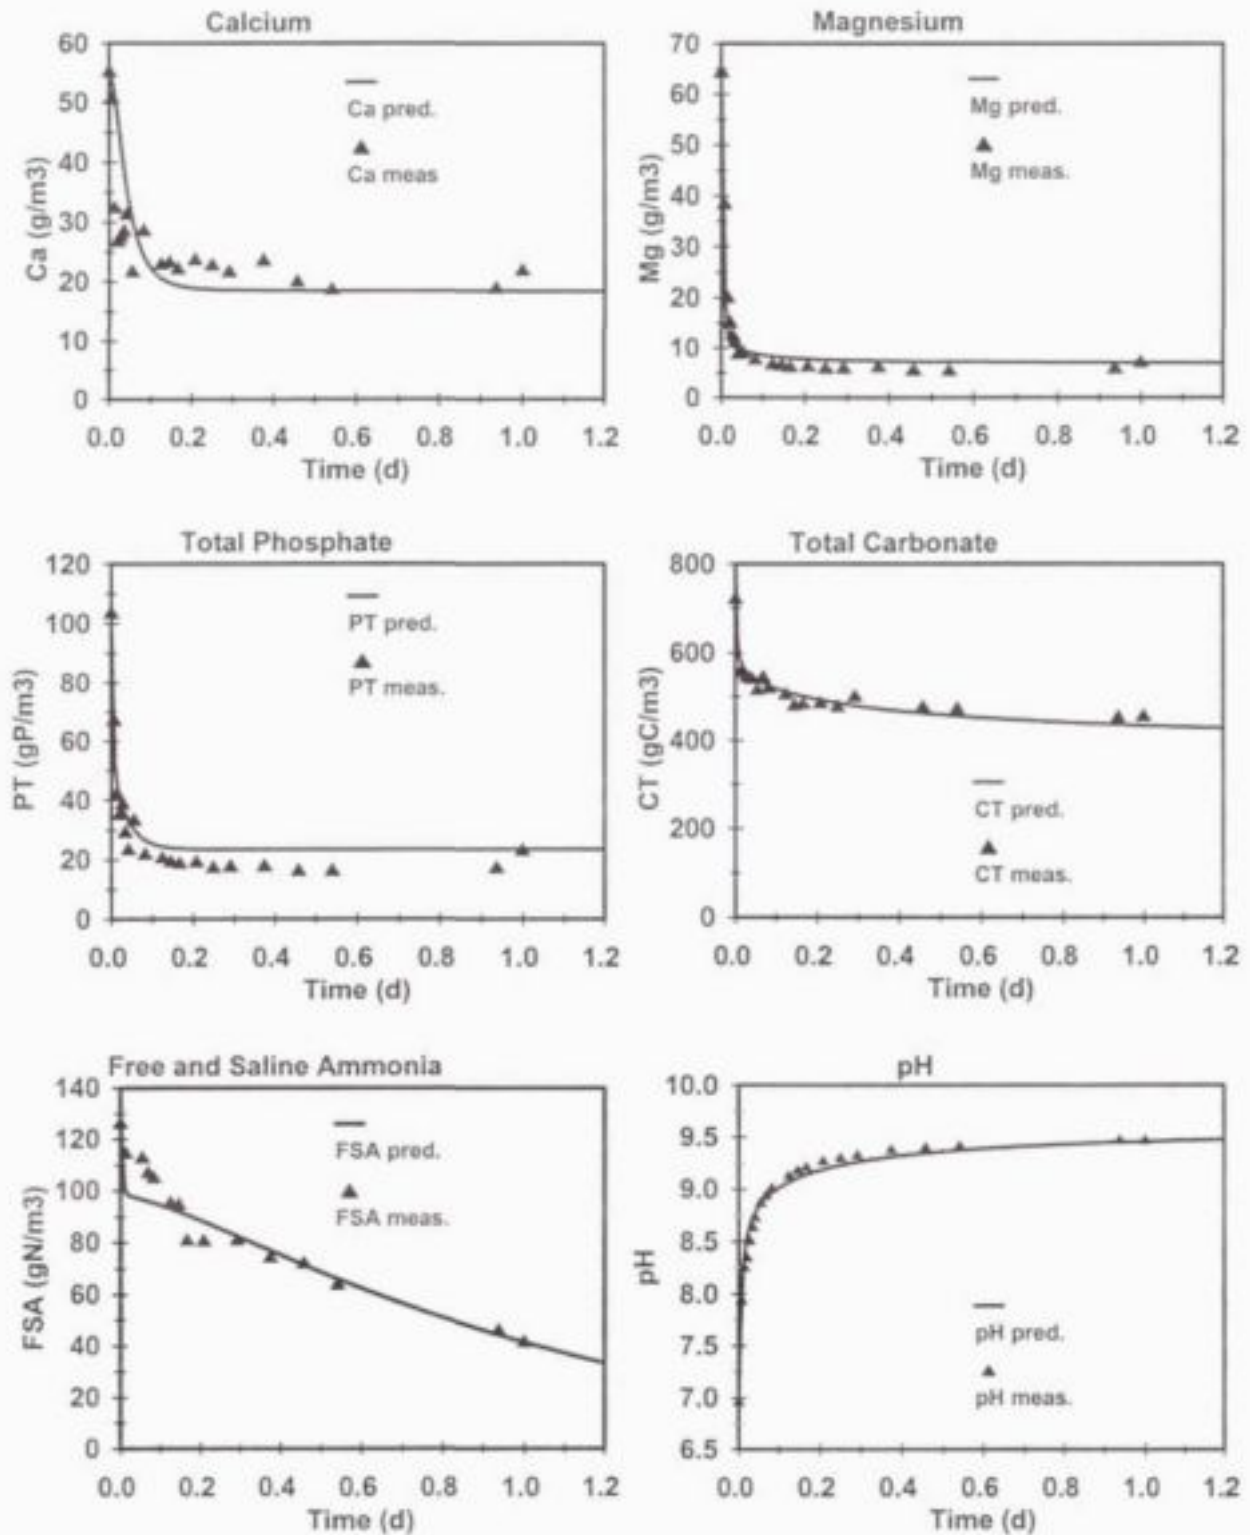 Calcium
60
50
40
30
20
10
0
Ca (g/m3)
Ca pred.
Ca meas
0.0 0.2 0.4 0.6 0.8 1.0 1.2
Time (d)
Magnesium
70
60
50
40
30
20
10
0
Mg (g/m3)
Mg pred.
Mg meas.
0.0 0.2 0.4 0.6 0.8 1.0 1.2
Time (d)
Total Phosphate
120
100
80
60
40
20
0
PT (gP/m3)
PT pred.
PT meas.
0.0 0.2 0.4 0.6 0.8 1.0 1.2
Time (d)
Total Carbonate
800
600
400
200
0
CT (gC/m3)
CT pred.
CT meas.
0.0 0.2 0.4 0.6 0.8 1.0 1.2
Time (d)
Free and Saline Ammonia
140
120
100
80
60
40
20
0
FSA (gN/m3)
FSA pred.
FSA meas.
0.0 0.2 0.4 0.6 0.8 1.0 1.2
Time (d)
pH
10.0
9.5
9.0
8.5
8.0
7.5
7.0
6.5
pH
pH pred.
pH meas.
0.0 0.2 0.4 0.6 0.8 1.0 1.2
Time (d)